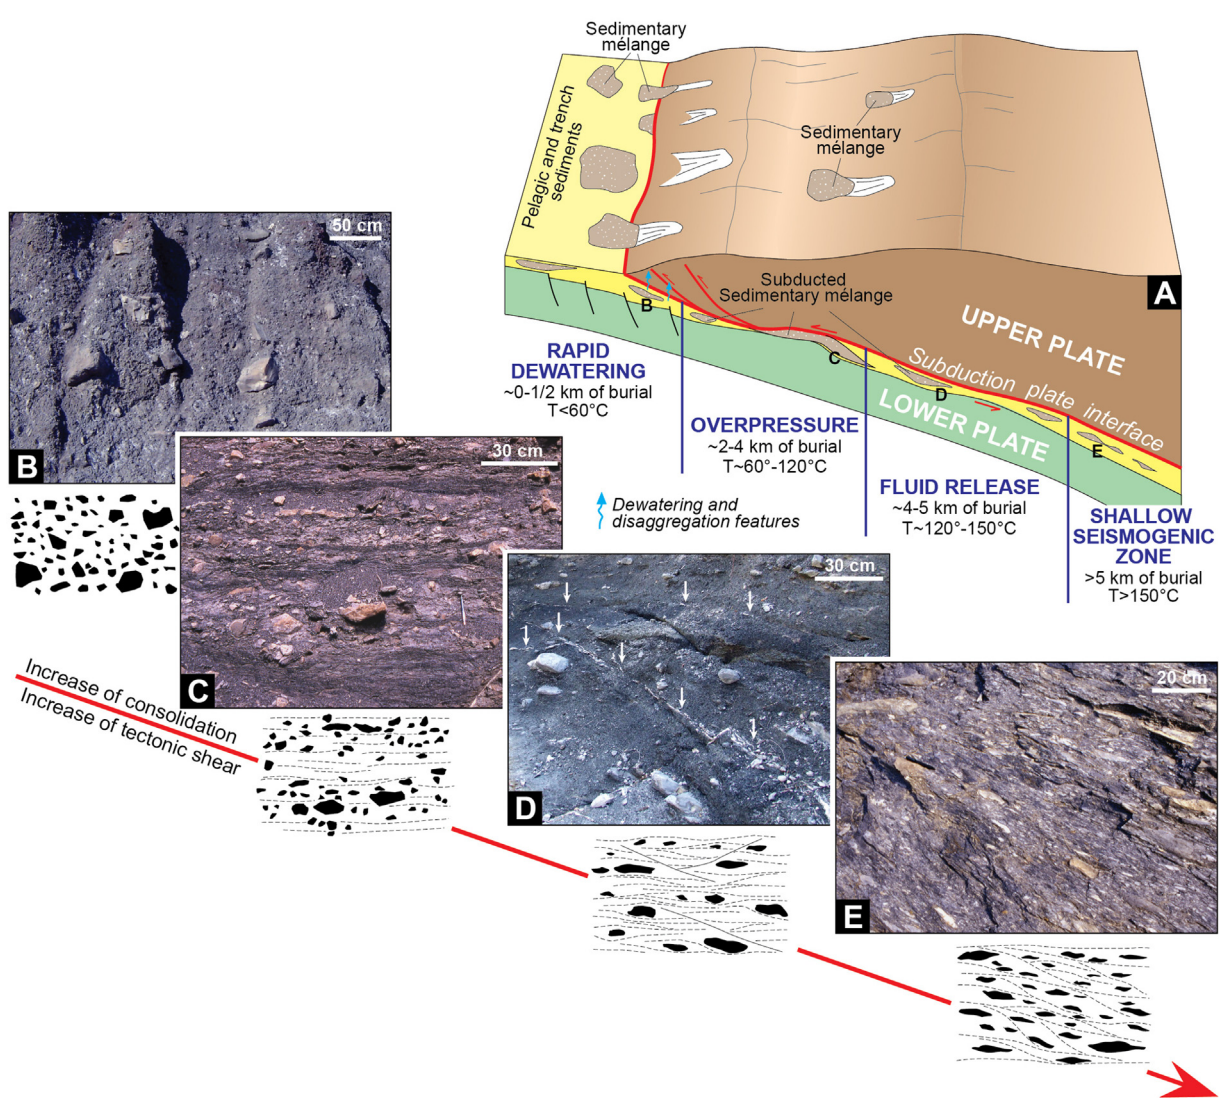 Sedimentary
mélange
Pelagic and trench
sediments
Sedimentary
mélange
Subducted
Sedimentary mélange
A
UPPER PLATE
Subduction plate interface
LOWER PLATE
B
C
D
E
RAPID
DEWATERING
~0-1/2 km of burial
T<60°C
OVERPRESSURE
~2-4 km of burial
T~60°-120°C
FLUID RELEASE
~4-5 km of burial
T~120°-150°C
SHALLOW
SEISMOGENIC
ZONE
>5 km of burial
T>150°C
Dewatering and
disaggregation features
50 cm
B
30 cm
C
30 cm
D
20 cm
E
Increase of consolidation
Increase of tectonic shear